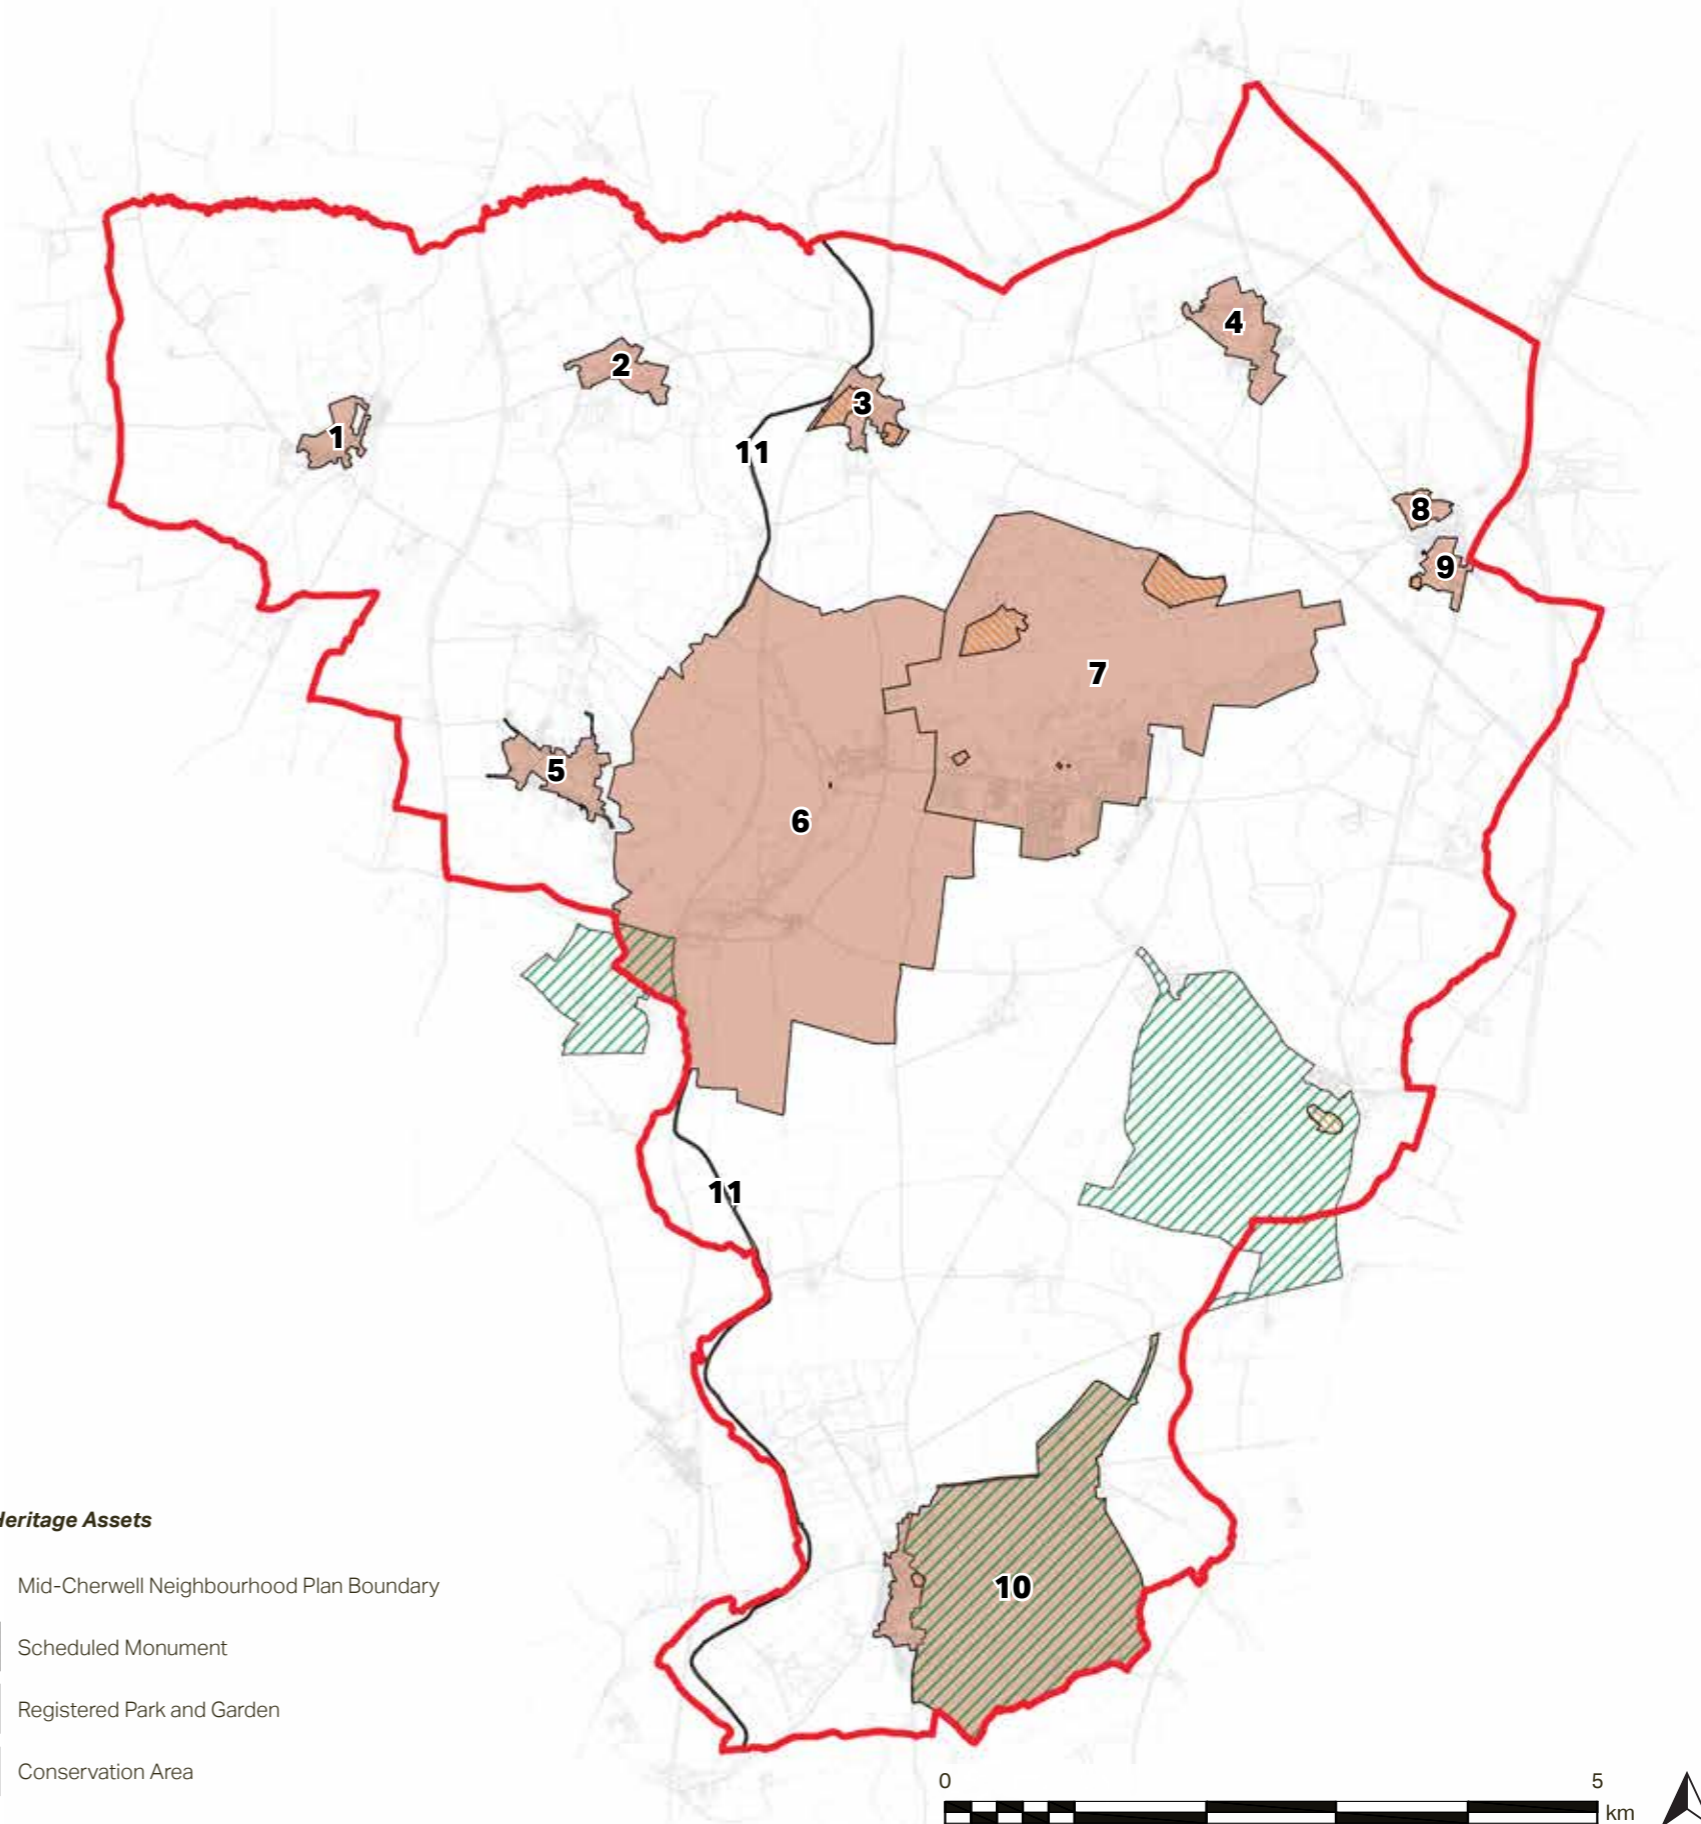 4
2
3
11
1
8
9
7
5
6
11
10
eritage Assets
Mid-Cherwell Neighbourhood Plan Boundary
Scheduled Monument
Registered Park and Garden
Conservation Area
0 5
km